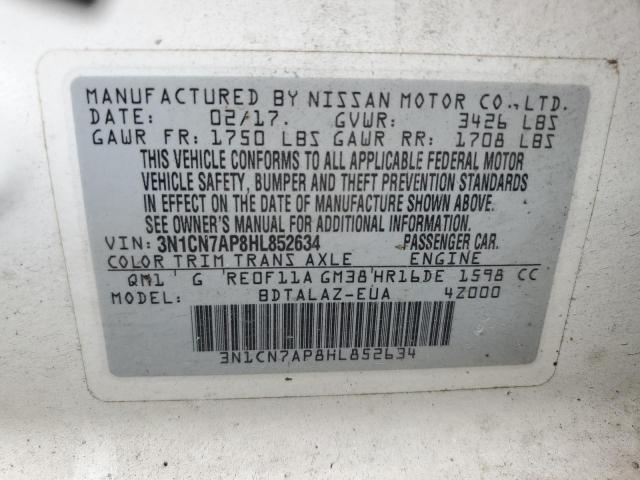 MANUFACTURED BY NISSAN MOTOR CO.,LTD.
DATE: 02/17. GVWR: 3426 LBS
GAWR FR: 1750 LBS GAWR RR: 1708 LBS
THIS VEHICLE CONFORMS TO ALL APPLICABLE FEDERAL MOTOR
VEHICLE SAFETY, BUMPER AND THEFT PREVENTION STANDARDS
IN EFFECT ON THE DATE OF MANUFACTURE SHOWN ABOVE.
SEE OWNER'S MANUAL FOR ADDITIONAL INFORMATION.
VIN: 3N1CN7AP8HL852634 PASSENGER CAR.
COLOR TRIM TRANS AXLE ENGINE
QM1 G RE0F11A GM38 HR16DE 1598 CC
MODEL: BDTALAZ-EUA 4Z000
3N1CN7AP8HL852634